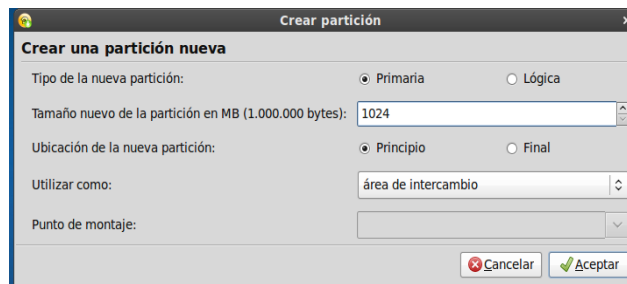 Crear partición
Crear una partición nueva
Tipo de la nueva partición: Primaria Lógica
Tamaño nuevo de la partición en MB (1.000.000 bytes): 1024
Ubicación de la nueva partición: Principio Final
Utilizar como: área de intercambio
Punto de montaje:
Cancelar Aceptar